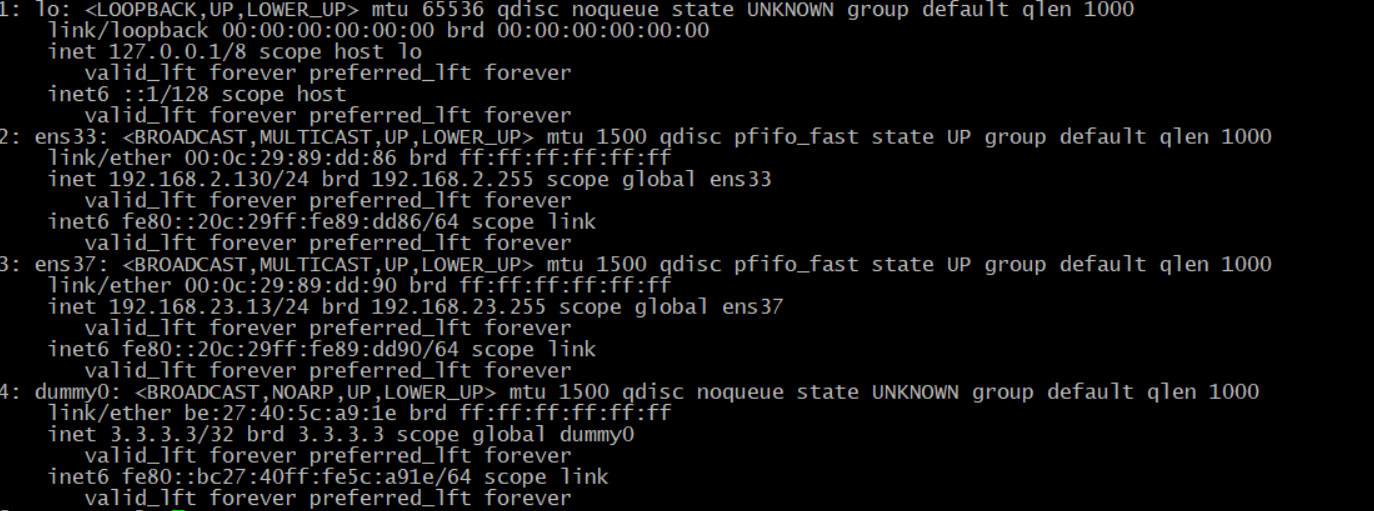 1: lo: <LOOPBACK,UP,LOWER_UP> mtu 65536 qdisc noqueue state UNKNOWN group default qlen 1000
    link/loopback 00:00:00:00:00:00 brd 00:00:00:00:00:00
    inet 127.0.0.1/8 scope host lo
       valid_lft forever preferred_lft forever
    inet6 ::1/128 scope host
       valid_lft forever preferred_lft forever
2: ens33: <BROADCAST,MULTICAST,UP,LOWER_UP> mtu 1500 qdisc pfifo_fast state UP group default qlen 1000
    link/ether 00:0c:29:89:dd:86 brd ff:ff:ff:ff:ff:ff
    inet 192.168.2.130/24 brd 192.168.2.255 scope global ens33
       valid_lft forever preferred_lft forever
    inet6 fe80::20c:29ff:fe89:dd86/64 scope link
       valid_lft forever preferred_lft forever
3: ens37: <BROADCAST,MULTICAST,UP,LOWER_UP> mtu 1500 qdisc pfifo_fast state UP group default qlen 1000
    link/ether 00:0c:29:89:dd:90 brd ff:ff:ff:ff:ff:ff
    inet 192.168.23.13/24 brd 192.168.23.255 scope global ens37
       valid_lft forever preferred_lft forever
    inet6 fe80::20c:29ff:fe89:dd90/64 scope link
       valid_lft forever preferred_lft forever
4: dummy0: <BROADCAST,NOARP,UP,LOWER_UP> mtu 1500 qdisc noqueue state UNKNOWN group default qlen 1000
    link/ether be:27:40:5c:a9:1e brd ff:ff:ff:ff:ff:ff
    inet 3.3.3.3/32 brd 3.3.3.3 scope global dummy0
       valid_lft forever preferred_lft forever
    inet6 fe80::bc27:40ff:fe5c:a91e/64 scope link
       valid_lft forever preferred_lft forever